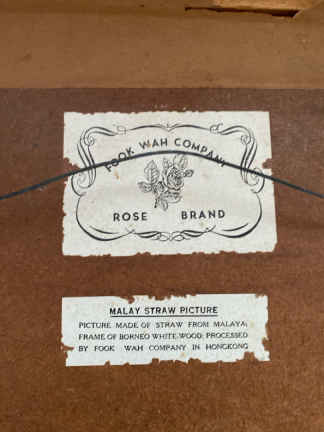 FOOK WAH COMPANY
ROSE BRAND
MALAY STRAW PICTURE
PICTURE MADE OF STRAW FROM MALAYA;
FRAME OF BORNEO WHITE-WOOD; PROCESSED
BY FOOK WAH COMPANY IN HONGKONG